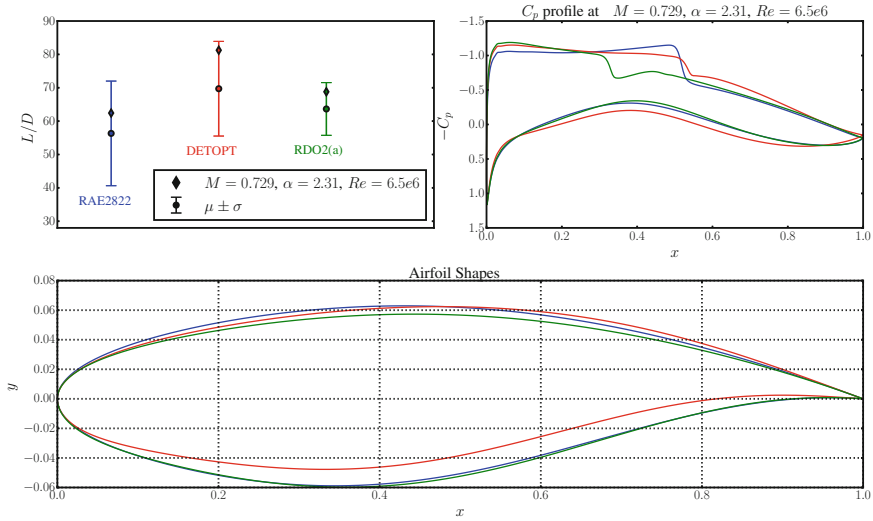 C_p profile at M = 0.729, α = 2.31, Re = 6.5e6
L/D
90
80
70
60
50
40
30
RAE2822
DETOPT
RDO2(a)
M = 0.729, α = 2.31, Re = 6.5e6
μ ± σ
−C_p
−1.5
−1.0
−0.5
0.0
0.5
1.0
1.5
0.0 0.2 0.4 0.6 0.8 1.0
x
Airfoil Shapes
y
0.08
0.06
0.04
0.02
0.00
−0.02
−0.04
−0.06
0.0 0.2 0.4 0.6 0.8 1.0
x